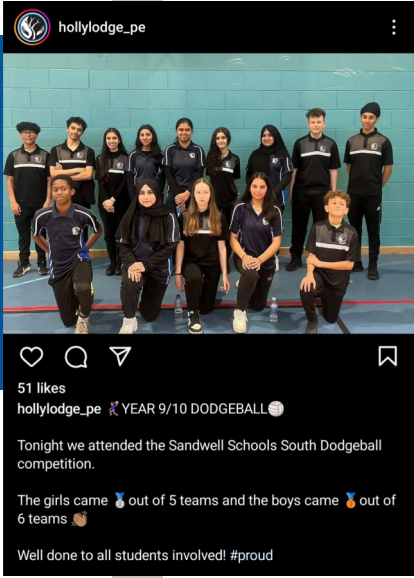 hollylodge_pe
51 likes
hollylodge_pe 🤾🏽‍♀️YEAR 9/10 DODGEBALL🏐
Tonight we attended the Sandwell Schools South Dodgeball
competition.
The girls came 🥈out of 5 teams and the boys came 🥉out of
6 teams 👏🏽
Well done to all students involved! #proud